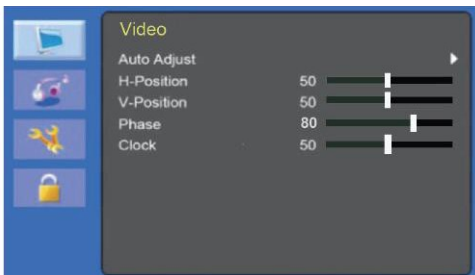 Video
Auto Adjust
H-Position 50
V-Position 50
Phase 80
Clock 50